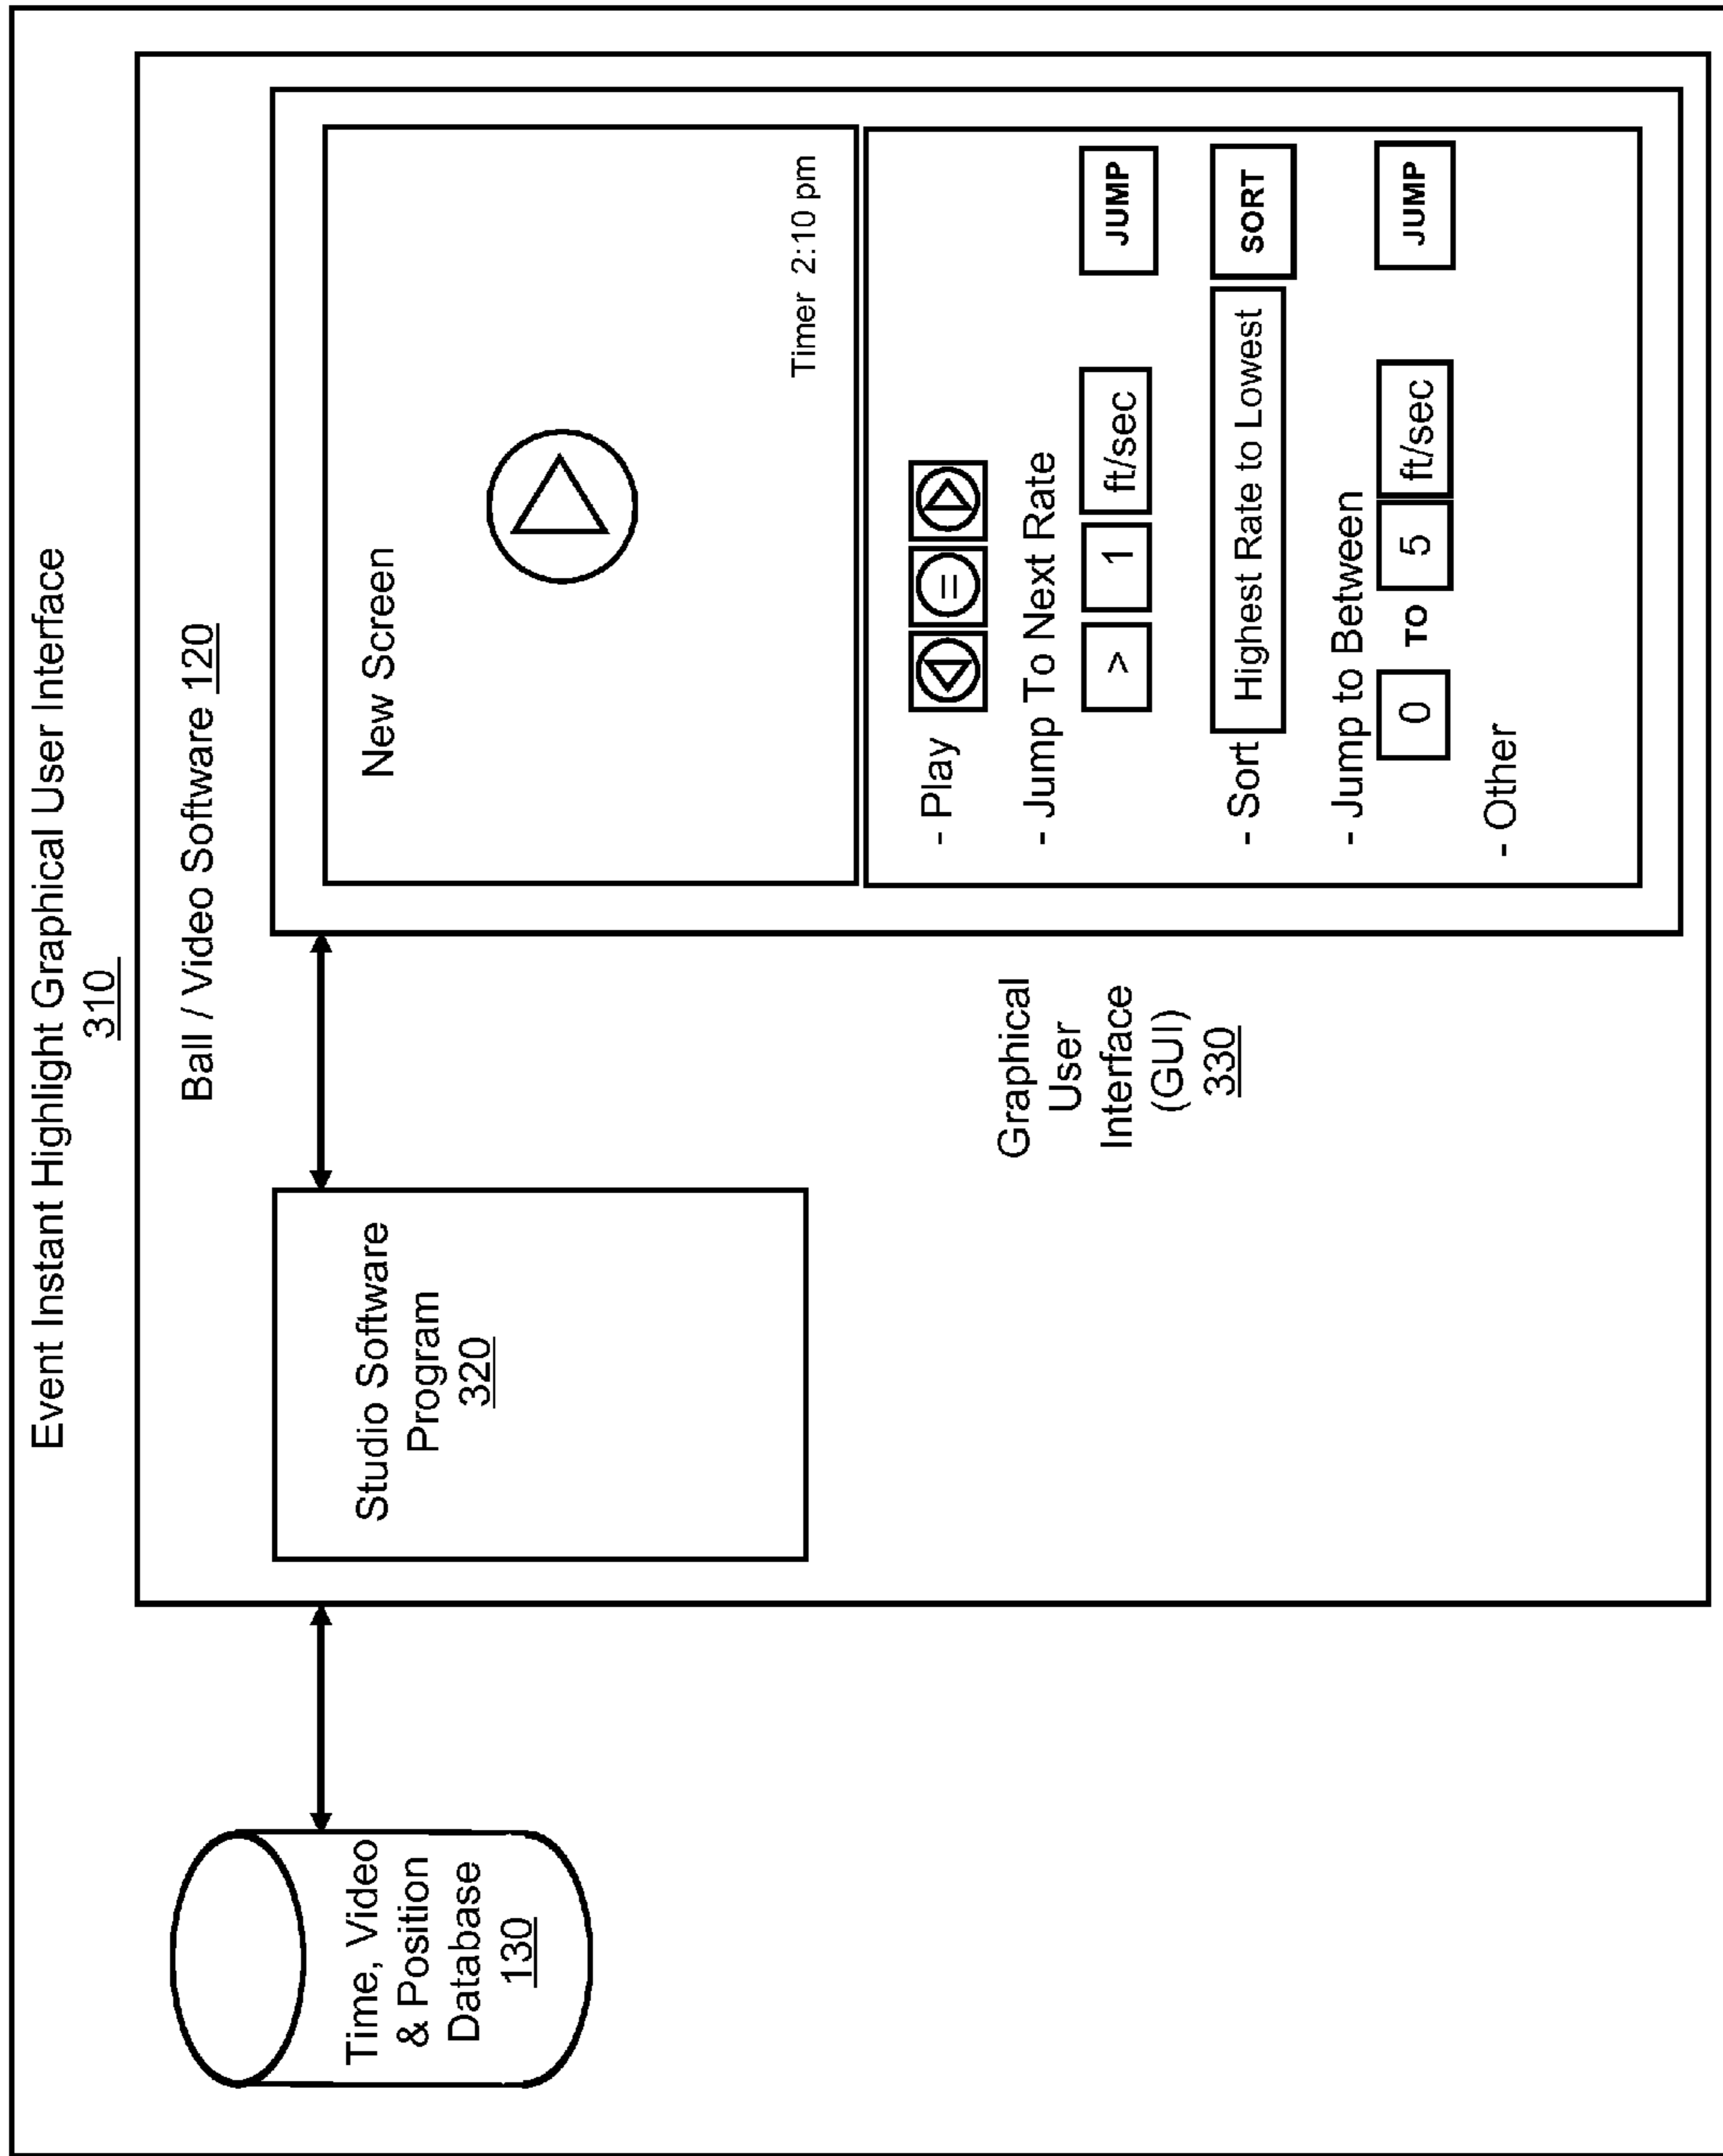 Event Instant Highlight Graphical User Interface
310
Ball / Video Software 120
Time, Video
& Position
Database
130
Studio Software
Program
320
Graphical
User
Interface
(GUI)
330
New Screen
Timer 2:10 pm
- Play =
- Jump To Next Rate
> 1 ft/sec JUMP
- Sort Highest Rate to Lowest SORT
- Jump to Between
0 TO 5 ft/sec JUMP
- Other